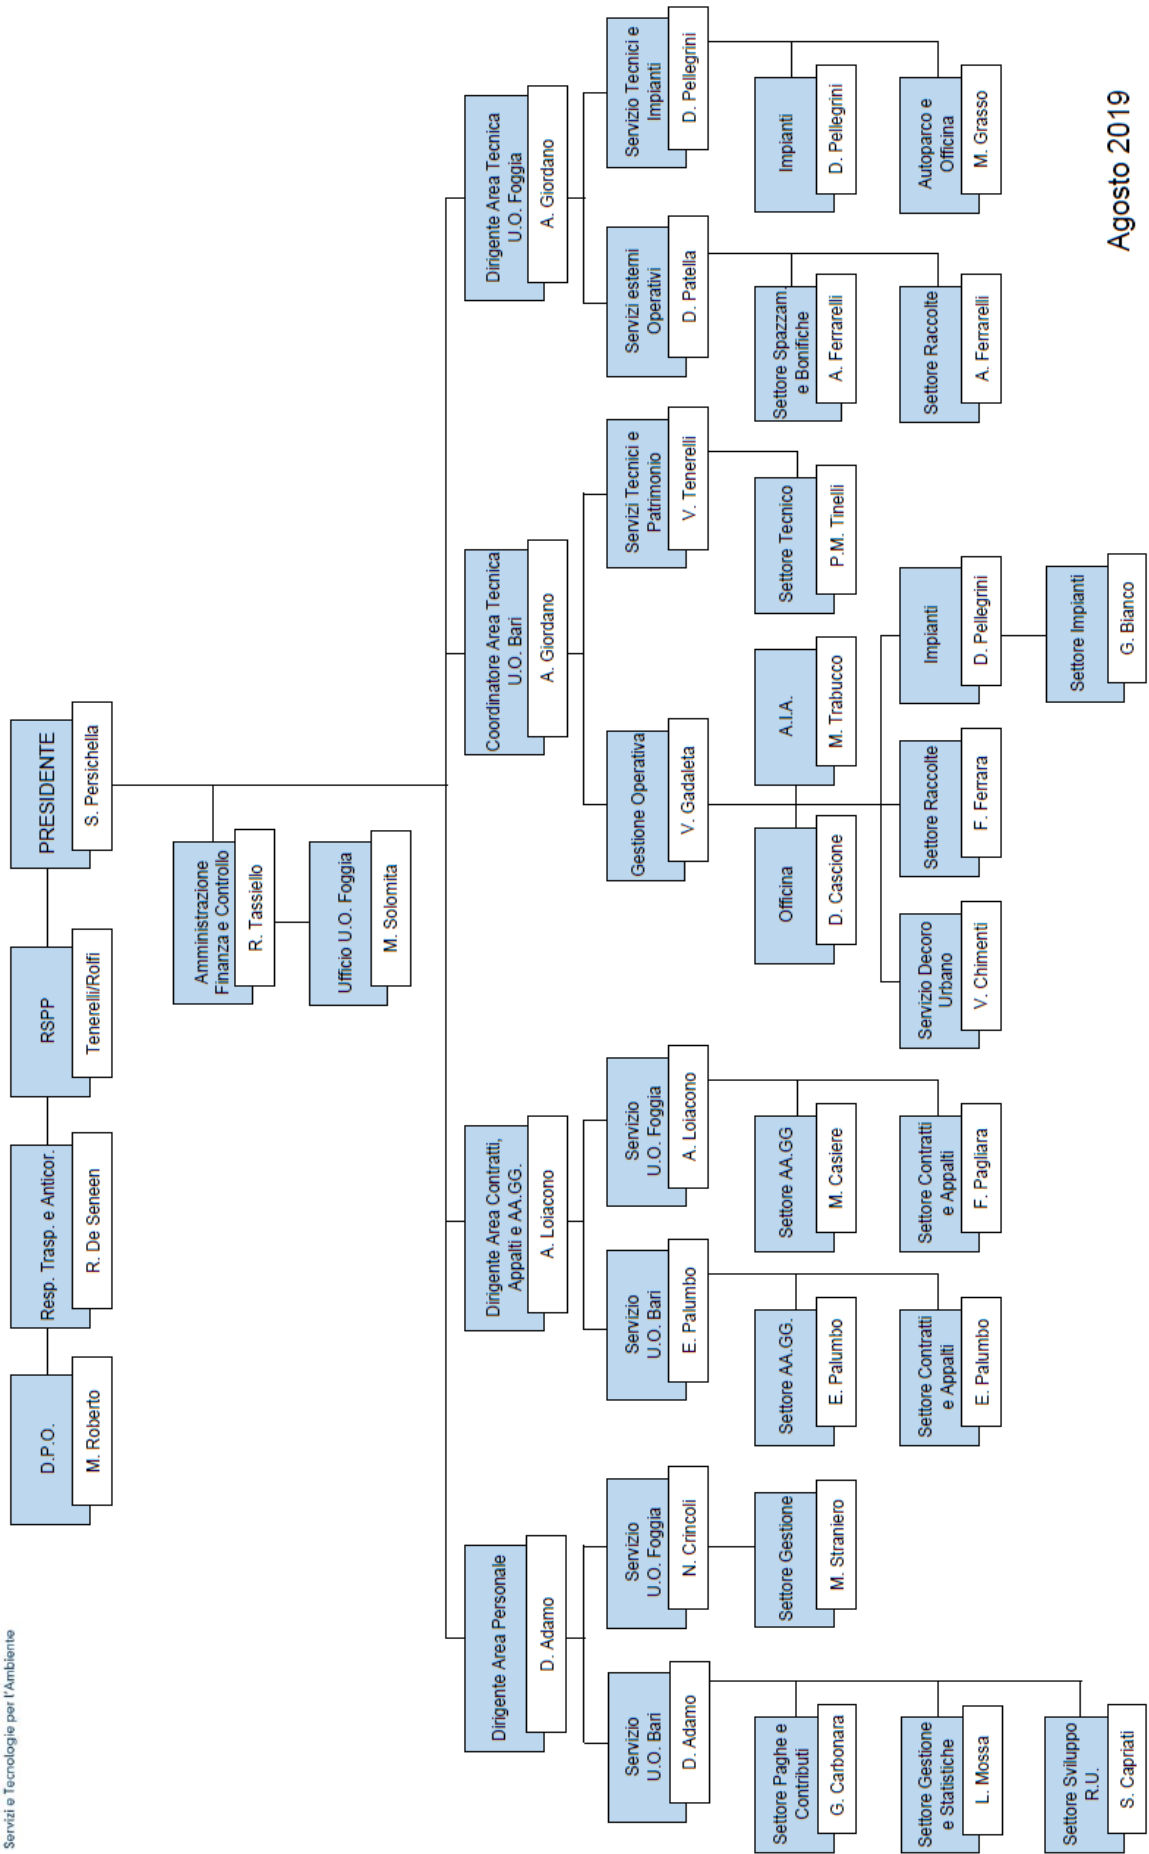 Servizi e Tecnologie per l'Ambiente
D.P.O.
M. Roberto
Resp. Trasp. e Anticor.
R. De Seneen
RSPP
Tenerelli/Rolfi
PRESIDENTE
S. Persichella
Amministrazione
Finanza e Controllo
R. Tassiello
Ufficio U.O. Foggia
M. Solomita
Dirigente Area Personale
D. Adamo
Dirigente Area Contratti,
Appalti e AA.GG.
A. Loiacono
Coordinatore Area Tecnica
U.O. Bari
A. Giordano
Dirigente Area Tecnica
U.O. Foggia
A. Giordano
Servizio
U.O. Bari
D. Adamo
Servizio
U.O. Foggia
N. Crincoli
Servizio
U.O. Bari
E. Palumbo
Servizio
U.O. Foggia
A. Loiacono
Gestione Operativa
V. Gadaleta
Servizi Tecnici e
Patrimonio
V. Tenerelli
Servizi esterni
Operativi
D. Patella
Servizio Tecnici e
Impianti
D. Pellegrini
Settore Paghe e
Contributi
G. Carbonara
Settore Gestione
M. Straniero
Settore AA.GG.
E. Palumbo
Settore AA.GG
M. Casiere
Officina
D. Cascione
A.I.A.
M. Trabucco
Settore Tecnico
P.M. Tinelli
Settore Spazzam.
e Bonifiche
A. Ferrarelli
Impianti
D. Pellegrini
Settore Gestione
e Statistiche
L. Mossa
Settore Contratti
e Appalti
E. Palumbo
Settore Contratti
e Appalti
F. Pagliara
Servizio Decoro
Urbano
V. Chimenti
Settore Raccolte
F. Ferrara
Impianti
D. Pellegrini
Settore Raccolte
A. Ferrarelli
Autoparco e
Officina
M. Grasso
Settore Sviluppo
R.U.
S. Capriati
Settore Impianti
G. Bianco
Agosto 2019